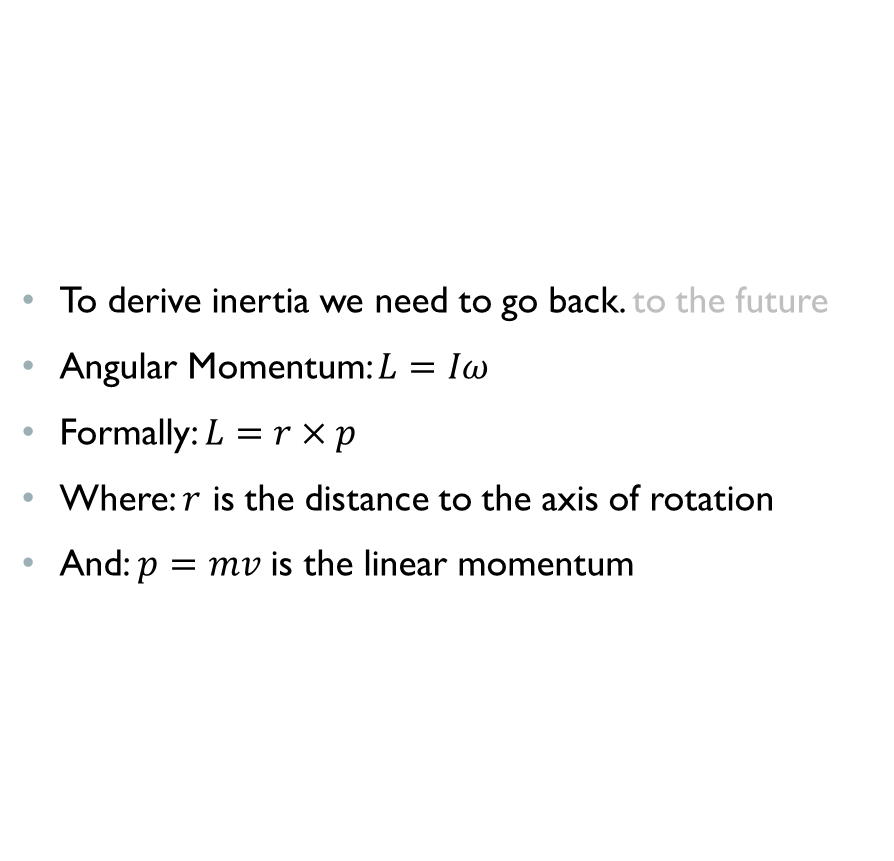 • To derive inertia we need to go back. to the future
• Angular Momentum: L = Iω
• Formally: L = r × p
• Where: r is the distance to the axis of rotation
• And: p = mv is the linear momentum